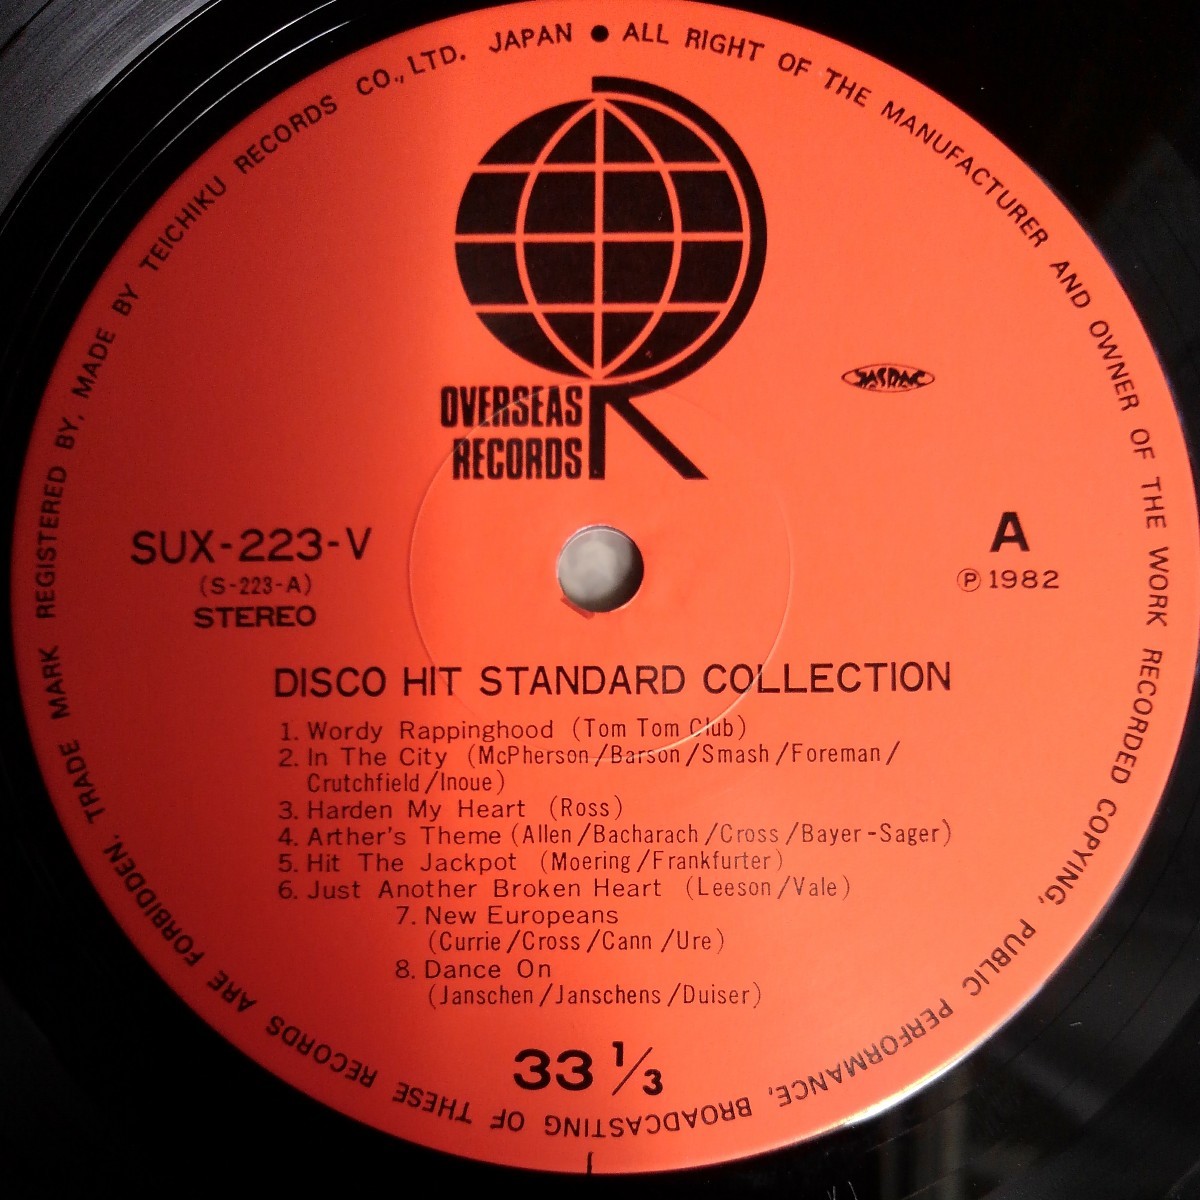 TRADE MARK REGISTERED BY, MADE BY TEICHIKU RECORDS CO., LTD. JAPAN ● ALL RIGHT OF THE MANUFACTURER AND OWNER OF THE WORK RECORDED COPYING, PUBLIC PERFORMANCE, BROADCASTING OF THESE RECORDS ARE FORBIDDEN.
OVERSEAS
RECORDS
JASRAC
SUX-223-V
(S-223-A)
STEREO
A
Ⓟ 1982
DISCO HIT STANDARD COLLECTION
1. Wordy Rappinghood (Tom Tom Club)
2. In The City (McPherson/Barson/Smash/Foreman/
Crutchfield/Inoue)
3. Harden My Heart (Ross)
4. Arther's Theme (Allen/Bacharach/Cross/Bayer-Sager)
5. Hit The Jackpot (Moering/Frankfurter)
6. Just Another Broken Heart (Leeson/Vale)
7. New Europeans
(Currie/Cross/Cann/Ure)
8. Dance On
(Janschen/Janschens/Duiser)
33 1/3